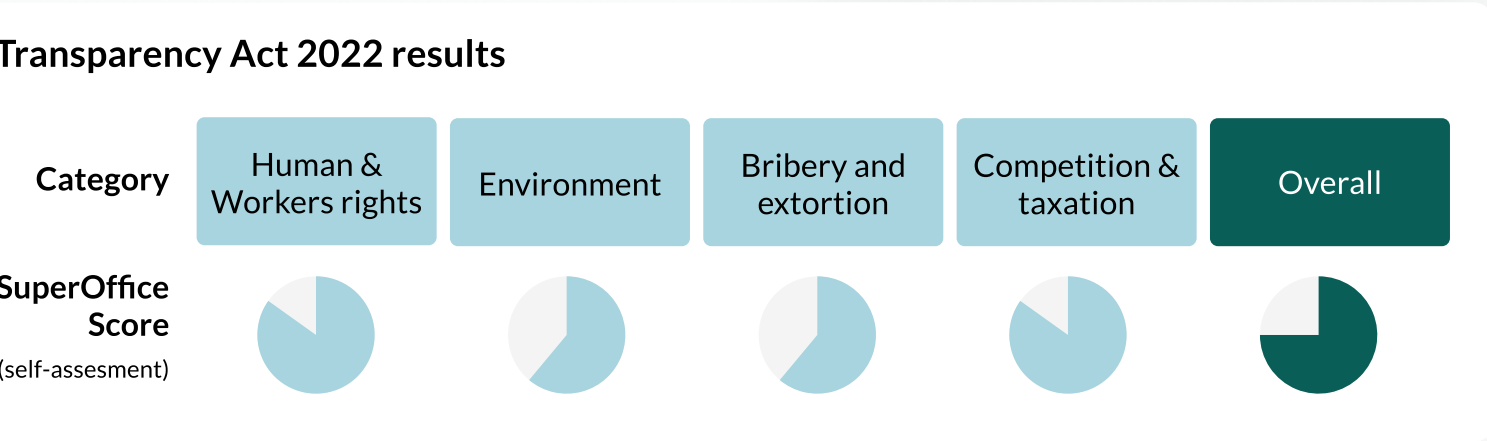 Transparency Act 2022 results
Category
Human &
Workers rights
Environment
Bribery and
extortion
Competition &
taxation
Overall
SuperOffice
Score
(self-assesment)